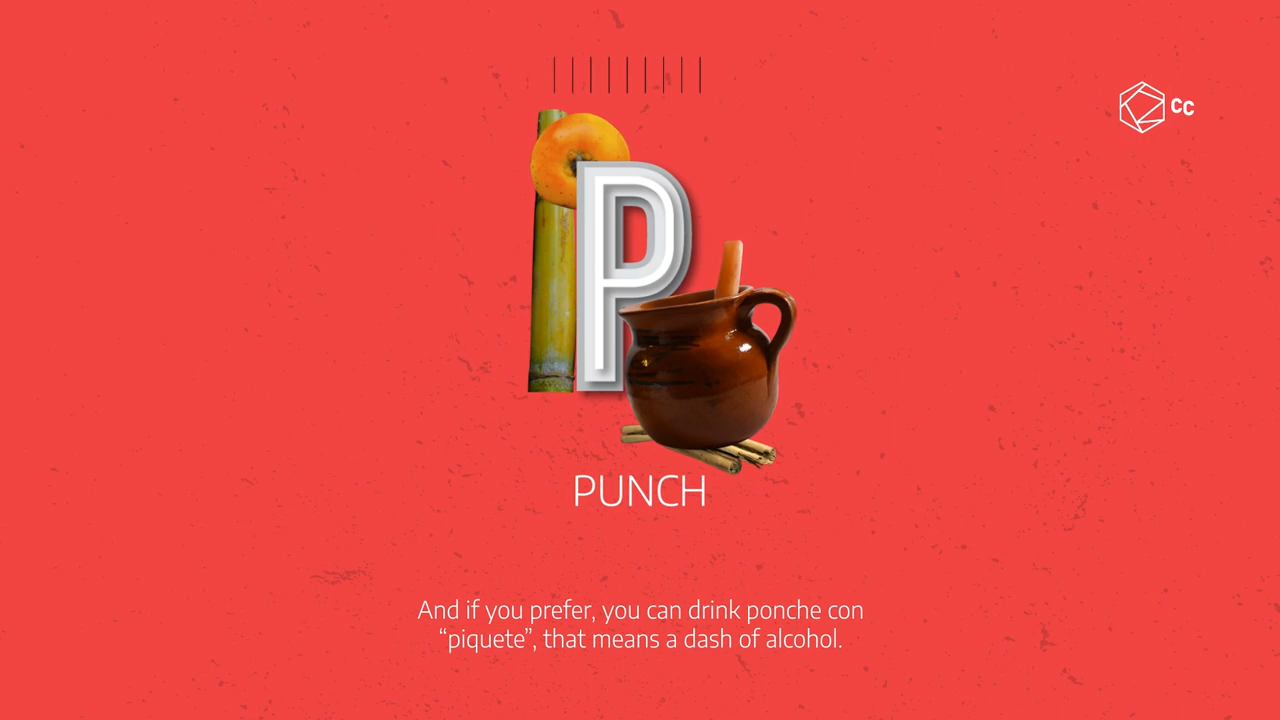 CC
P
PUNCH
And if you prefer, you can drink ponche con
“piquete”, that means a dash of alcohol.